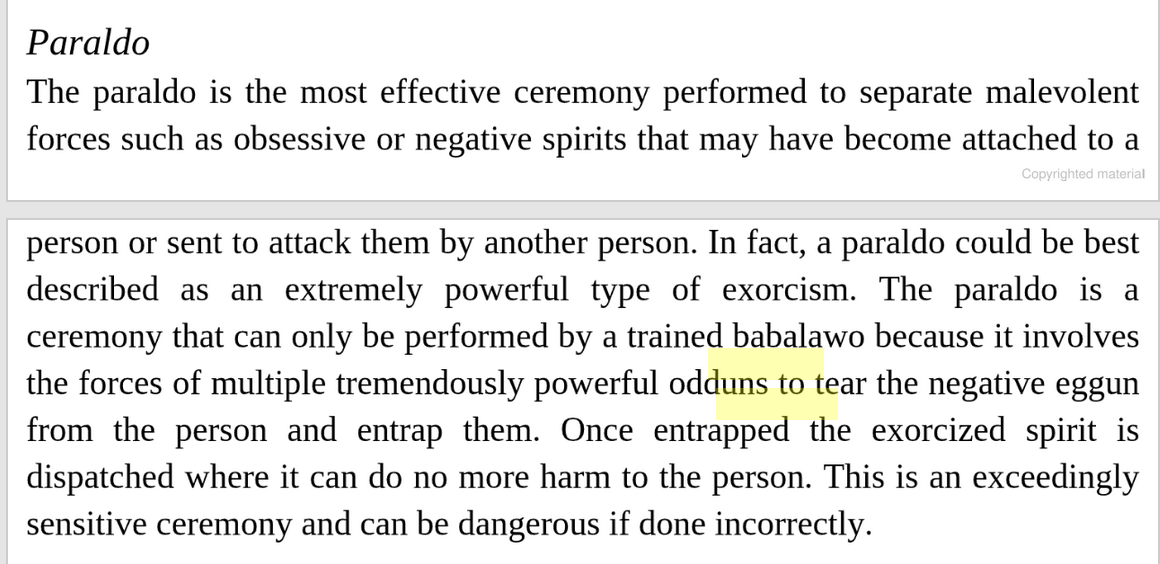 Paraldo
The paraldo is the most effective ceremony performed to separate malevolent
forces such as obsessive or negative spirits that may have become attached to a
Copyrighted material
person or sent to attack them by another person. In fact, a paraldo could be best
described as an extremely powerful type of exorcism. The paraldo is a
ceremony that can only be performed by a trained babalawo because it involves
the forces of multiple tremendously powerful odduns to tear the negative eggun
from the person and entrap them. Once entrapped the exorcized spirit is
dispatched where it can do no more harm to the person. This is an exceedingly
sensitive ceremony and can be dangerous if done incorrectly.